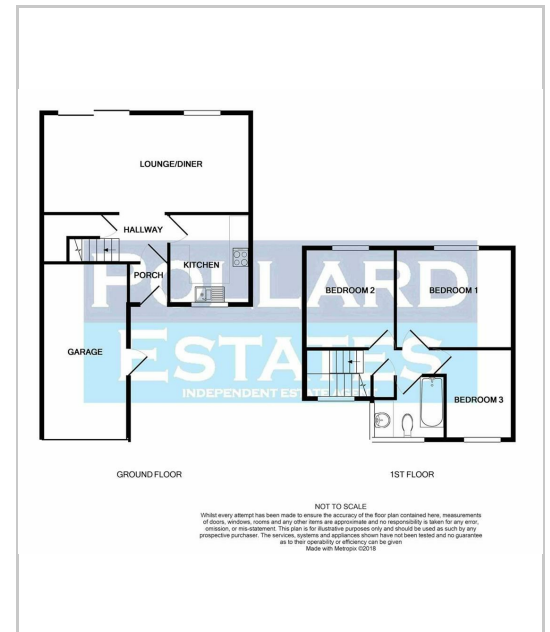 LOUNGE/DINER
HALLWAY
KITCHEN
PORCH
GARAGE
BEDROOM 2
BEDROOM 1
BEDROOM 3
POLLARD
ESTATES
INDEPENDENT ESTATE
GROUND FLOOR
1ST FLOOR
NOT TO SCALE
Whilst every attempt has been made to ensure the accuracy of the floor plan contained here, measurements
of doors, windows, rooms and any other items are approximate and no responsibility is taken for any error,
omission, or mis-statement. This plan is for illustrative purposes only and should be used as such by any
prospective purchaser. The services, systems and appliances shown have not been tested and no guarantee
as to their operability or efficiency can be given
Made with Metropix ©2018